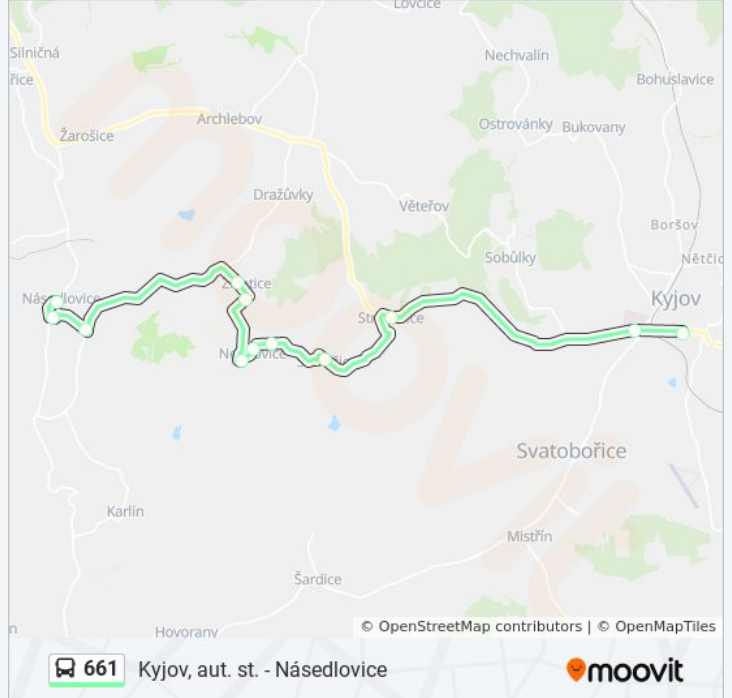 Lovčice
Silničná
řice
Nechvalín
Bohuslavice
Archlebov
Žarošice
Ostrovánky
Bukovany
Dražůvky
Věteřov
Boršov
Sobůlky
Nětčic
Násedlovice
Kyjov
Svatobořice
Karlín
Mistřín
Šardice
Hovorany
© OpenStreetMap contributors | © OpenMapTiles
661 Kyjov, aut. st. - Násedlovice
moovit